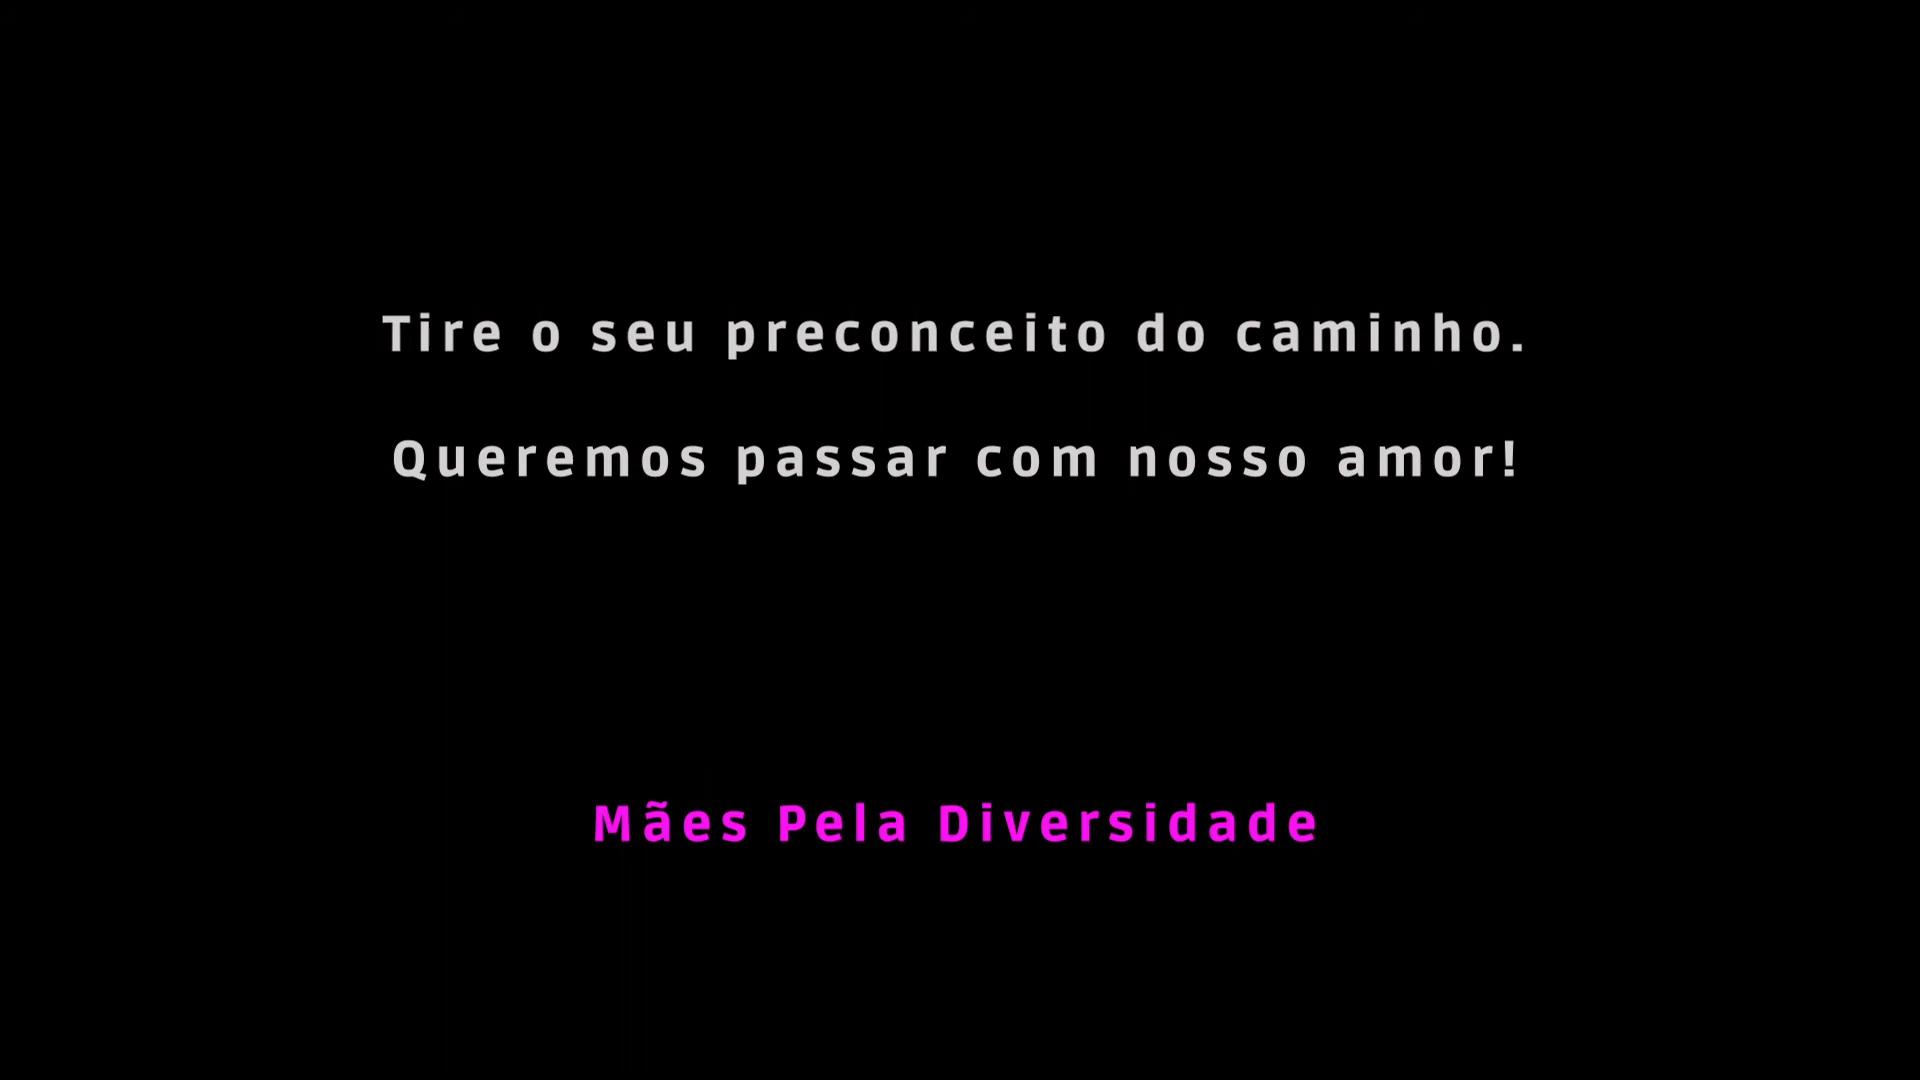 Tire o seu preconceito do caminho.
Queremos passar com nosso amor!
Mães Pela Diversidade